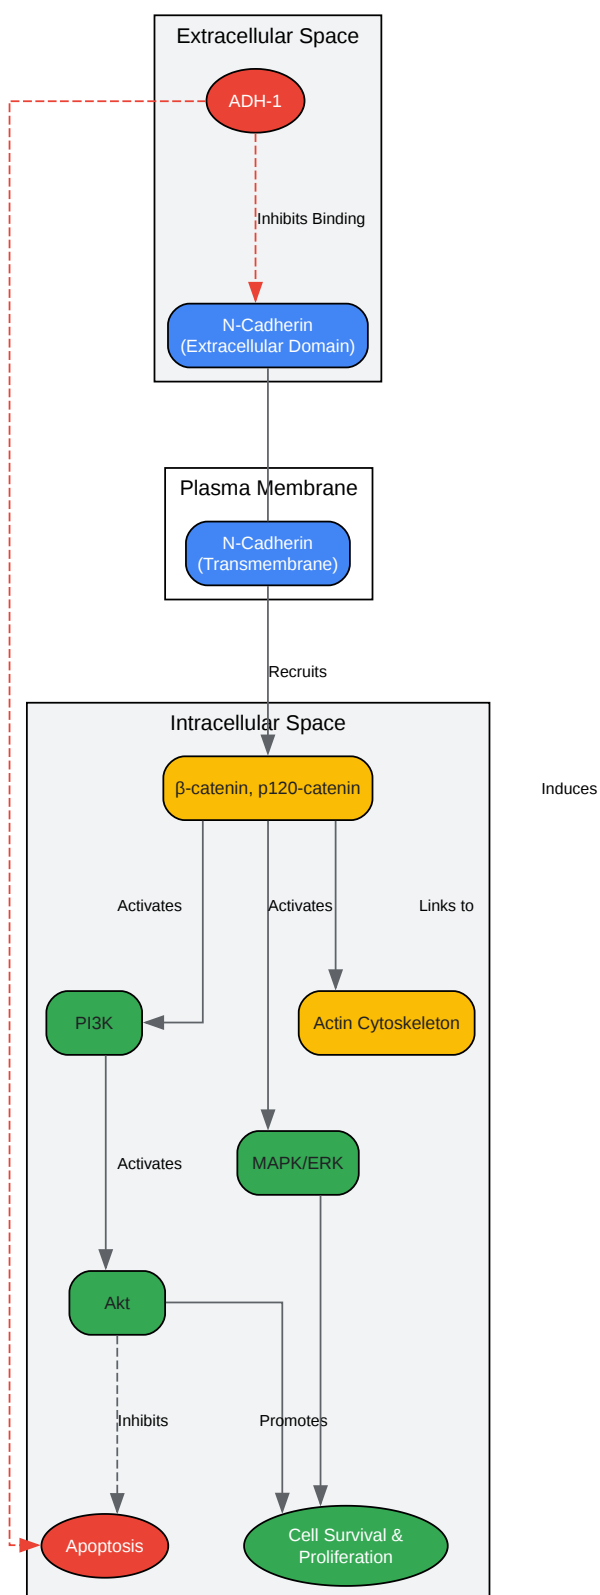 Extracellular Space
ADH-1
Inhibits Binding
N-Cadherin
(Extracellular Domain)
Plasma Membrane
N-Cadherin
(Transmembrane)
Recruits
Intracellular Space
β-catenin, p120-catenin
Induces
Activates
Activates
Links to
PI3K
Actin Cytoskeleton
MAPK/ERK
Activates
Akt
Inhibits
Promotes
Apoptosis
Cell Survival &
Proliferation